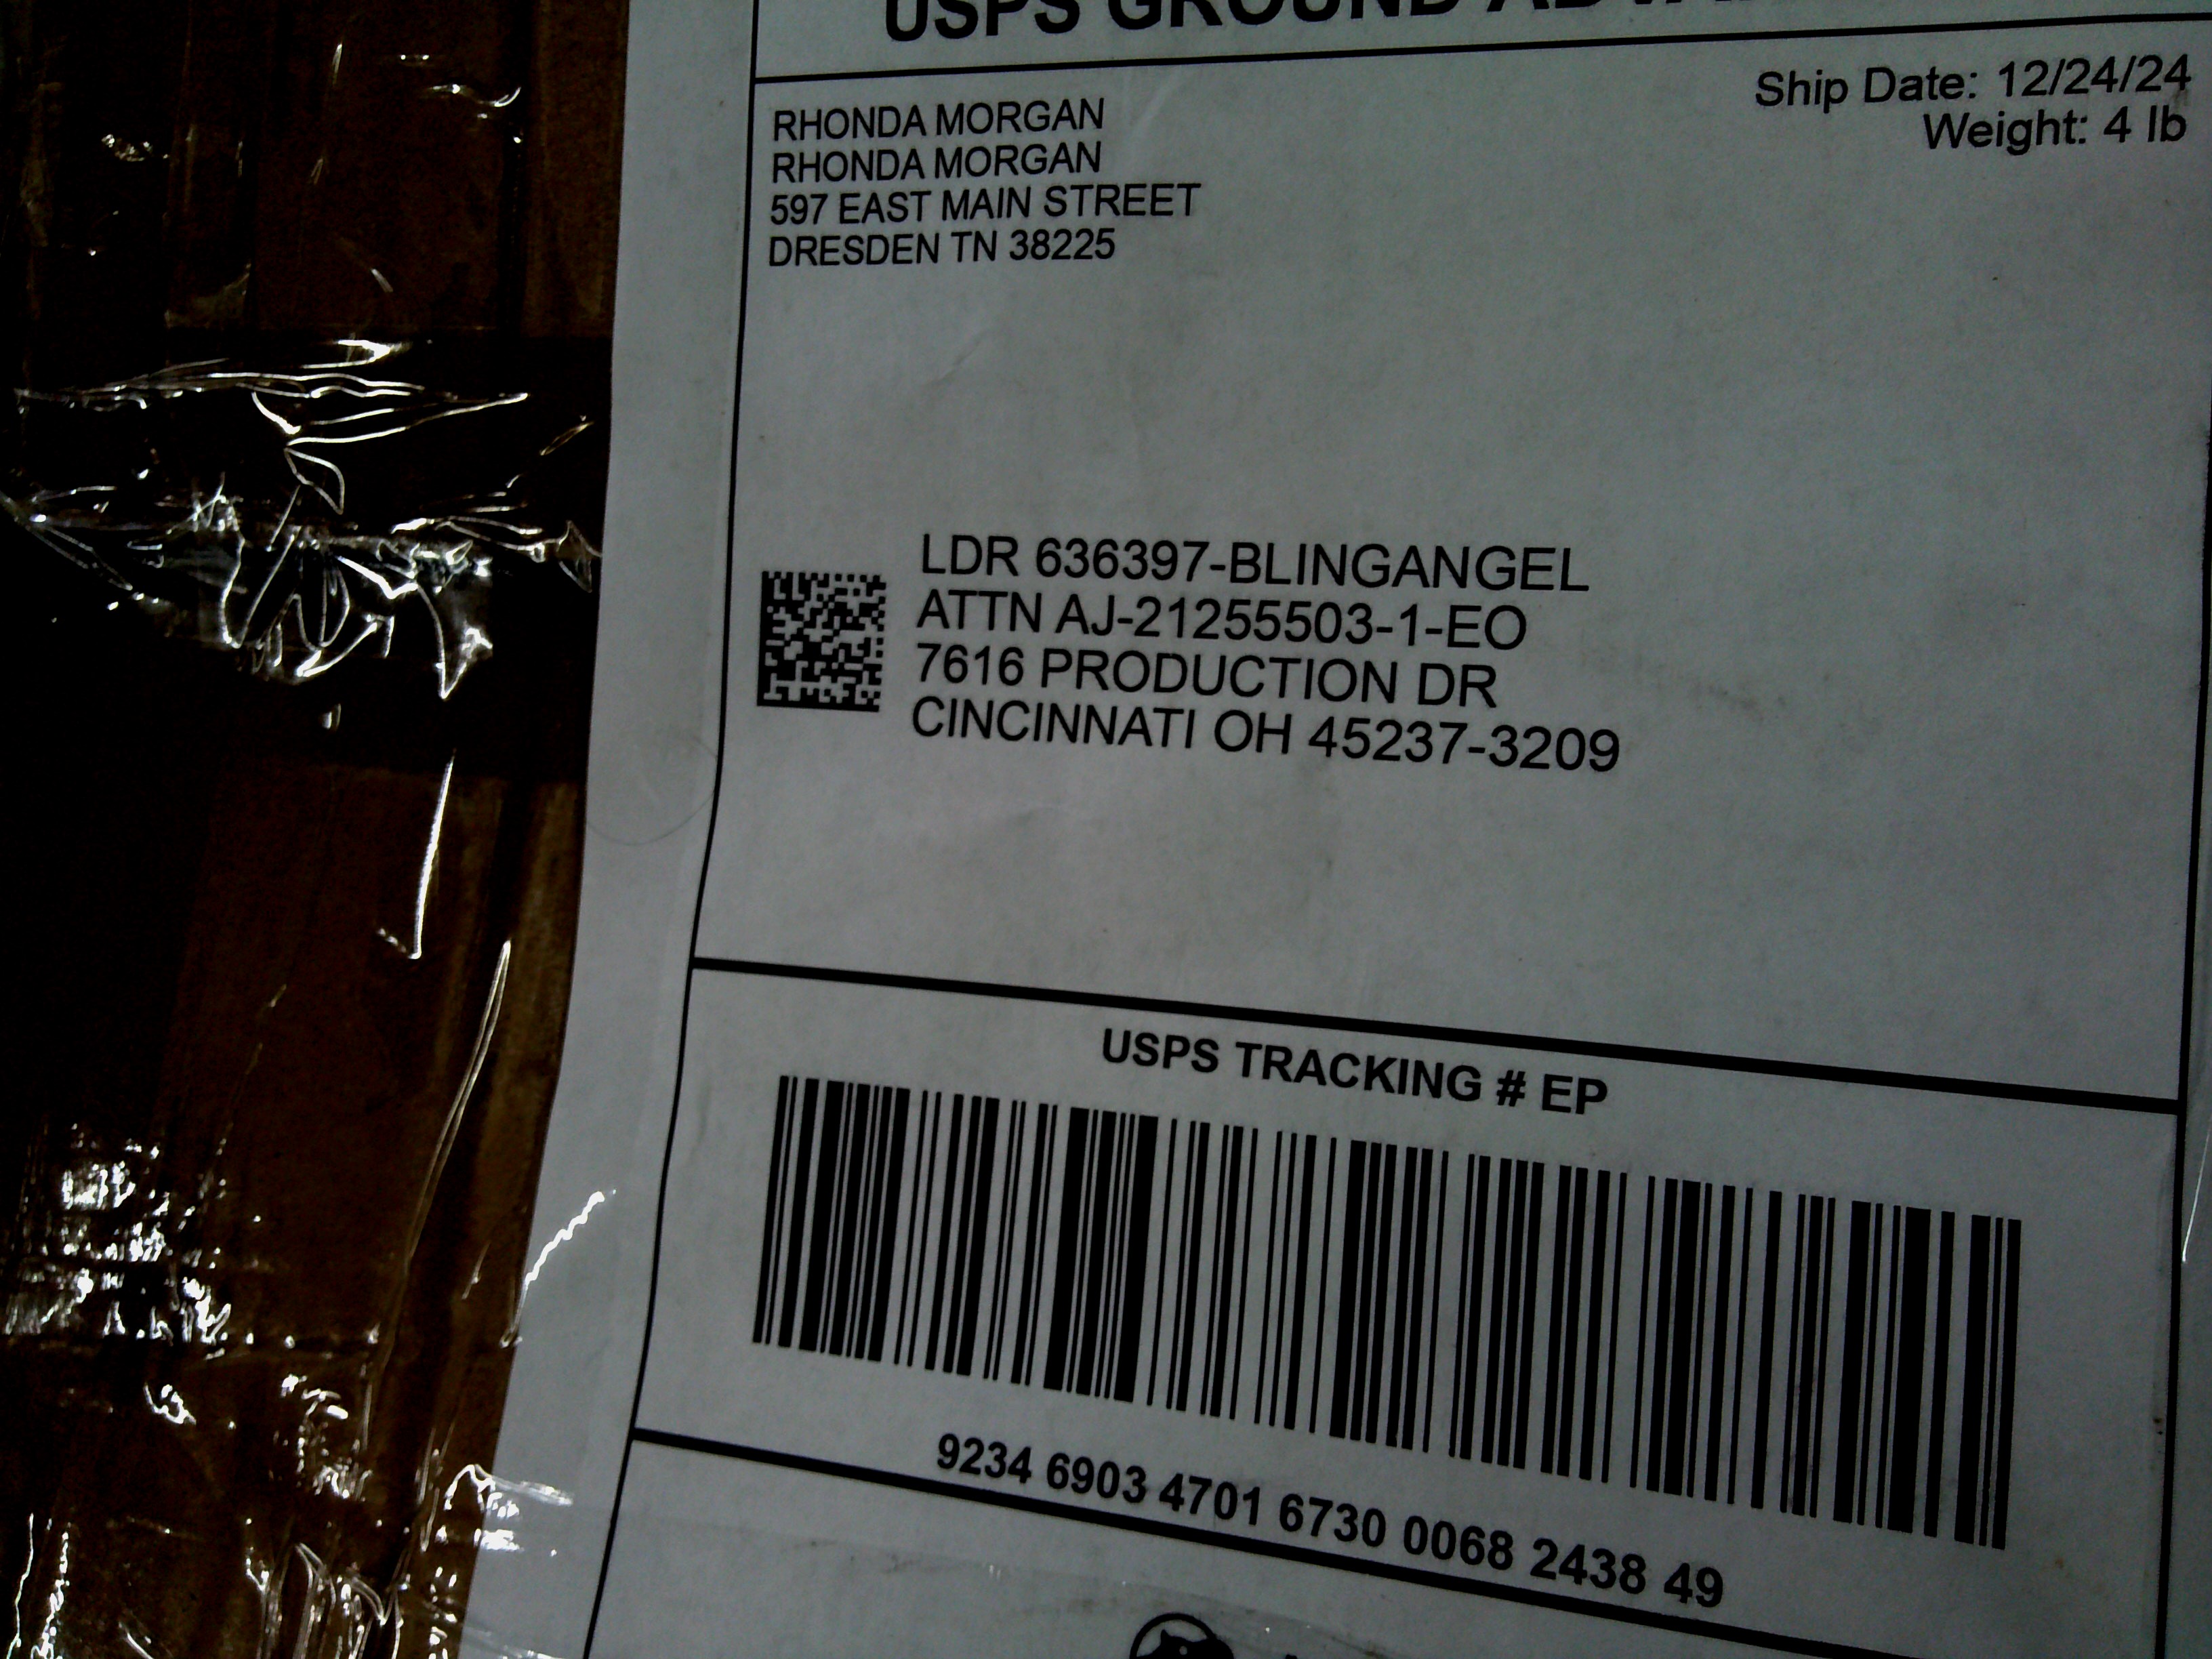 USPS GROUND
RHONDA MORGAN
RHONDA MORGAN
597 EAST MAIN STREET
DRESDEN TN 38225
Ship Date: 12/24/24
Weight: 4 lb
LDR 636397-BLINGANGEL
ATTN AJ-21255503-1-EO
7616 PRODUCTION DR
CINCINNATI OH 45237-3209
USPS TRACKING # EP
9234 6903 4701 6730 0068 2438 49